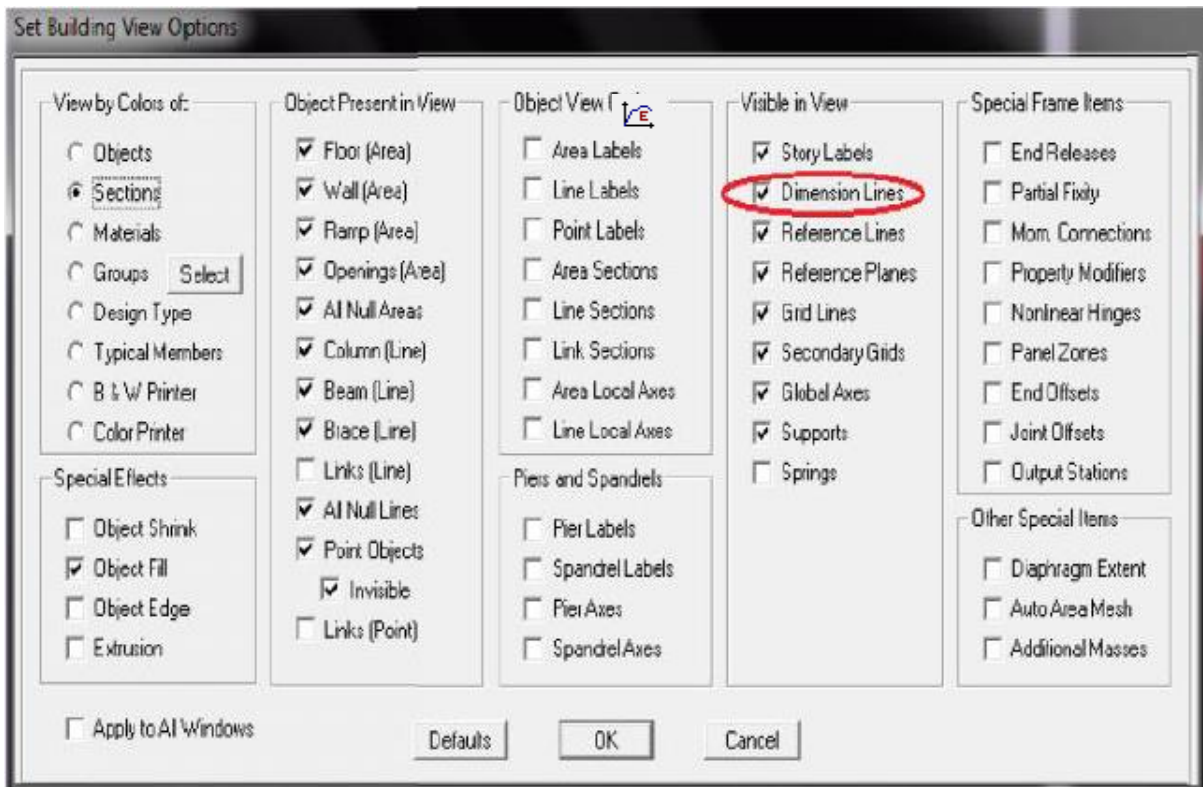 Set Building View Options
View by Colors of:
Objects
Sections
Materials
Groups
Select
Design Type
Typical Members
B & W Printer
Color Printer
Special Effects
Object Shrink
Object Fill
Object Edge
Extrusion
Apply to All Windows
Object Present in View
Floor (Area)
Wall (Area)
Ramp (Area)
Openings (Area)
All Null Areas
Column (Line)
Beam (Line)
Brace (Line)
Links (Line)
All Null Lines
Point Objects
Invisible
Links (Point)
Object View
E
Area Labels
Line Labels
Point Labels
Area Sections
Line Sections
Link Sections
Area Local Axes
Line Local Axes
Piers and Spandrels
Pier Labels
Spandrel Labels
Pier Axes
Spandrel Axes
Visible in View
Story Labels
Dimension Lines
Reference Lines
Reference Planes
Grid Lines
Secondary Grids
Global Axes
Supports
Springs
Special Frame Items
End Releases
Partial Fixity
Mom. Connections
Property Modifiers
Nonlinear Hinges
Panel Zones
End Offsets
Joint Offsets
Output Stations
Other Special Items
Diaphragm Extent
Auto Area Mesh
Additional Masses
Defaults
OK
Cancel